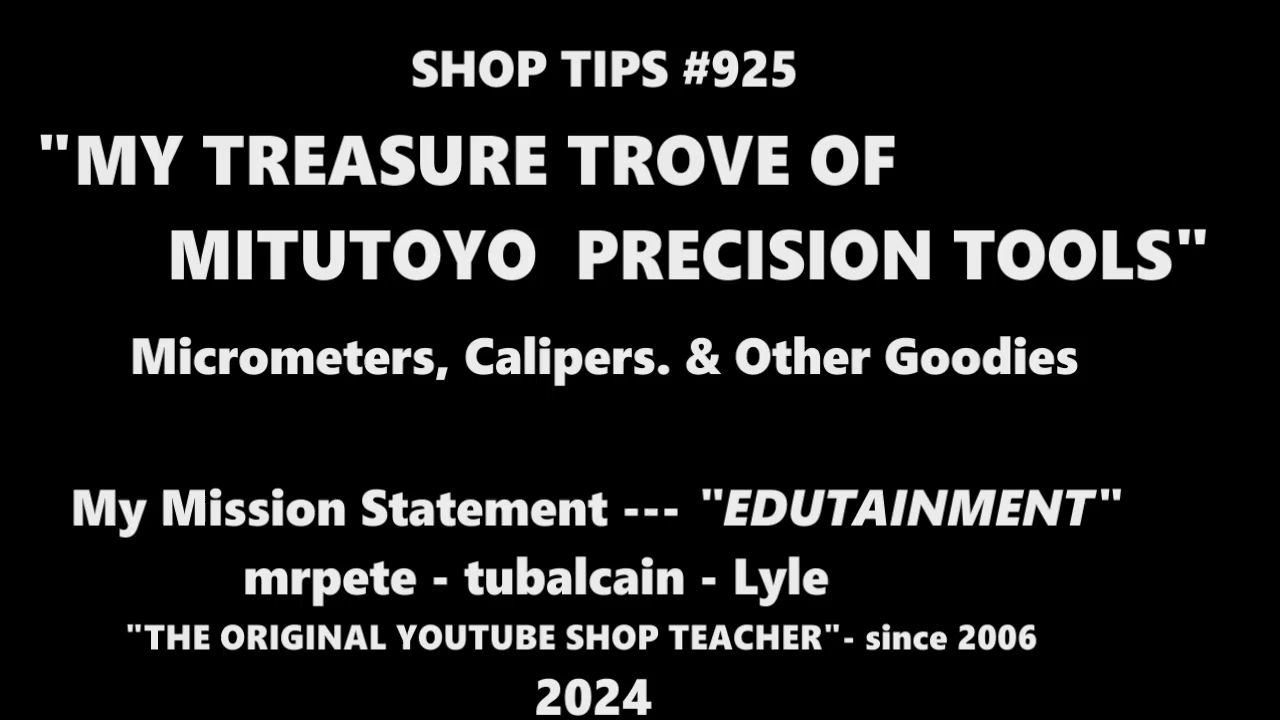 SHOP TIPS #925
"MY TREASURE TROVE OF
MITUTOYO  PRECISION TOOLS"
Micrometers, Calipers. & Other Goodies
My Mission Statement --- "EDUTAINMENT"
mrpete - tubalcain - Lyle
"THE ORIGINAL YOUTUBE SHOP TEACHER"- since 2006
2024